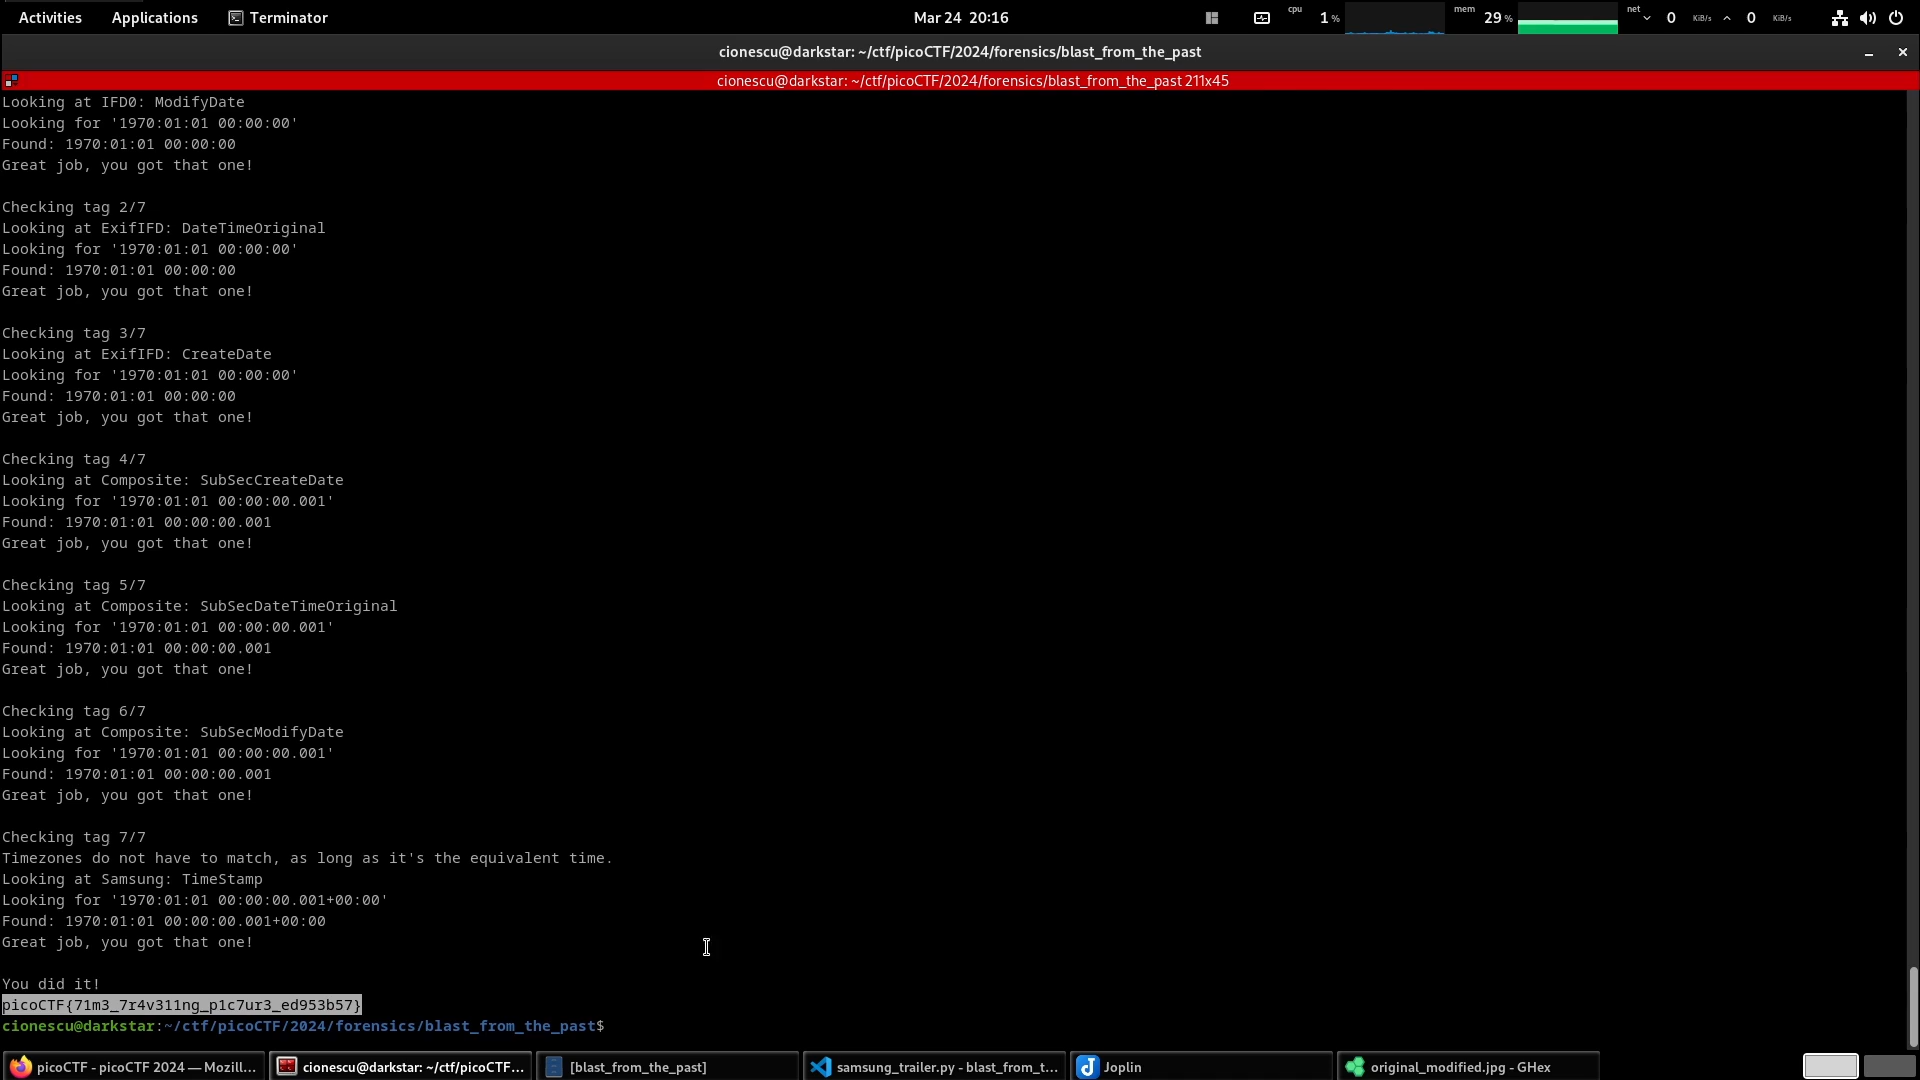 Activities Applications Terminator Mar 24 20:16 cpu 1 % mem 29 % net 0 KiB/s 0 KiB/s
cionescu@darkstar: ~/ctf/picoCTF/2024/forensics/blast_from_the_past
cionescu@darkstar: ~/ctf/picoCTF/2024/forensics/blast_from_the_past 211x45
Looking at IFD0: ModifyDate
Looking for '1970:01:01 00:00:00'
Found: 1970:01:01 00:00:00
Great job, you got that one!
Checking tag 2/7
Looking at ExifIFD: DateTimeOriginal
Looking for '1970:01:01 00:00:00'
Found: 1970:01:01 00:00:00
Great job, you got that one!
Checking tag 3/7
Looking at ExifIFD: CreateDate
Looking for '1970:01:01 00:00:00'
Found: 1970:01:01 00:00:00
Great job, you got that one!
Checking tag 4/7
Looking at Composite: SubSecCreateDate
Looking for '1970:01:01 00:00:00.001'
Found: 1970:01:01 00:00:00.001
Great job, you got that one!
Checking tag 5/7
Looking at Composite: SubSecDateTimeOriginal
Looking for '1970:01:01 00:00:00.001'
Found: 1970:01:01 00:00:00.001
Great job, you got that one!
Checking tag 6/7
Looking at Composite: SubSecModifyDate
Looking for '1970:01:01 00:00:00.001'
Found: 1970:01:01 00:00:00.001
Great job, you got that one!
Checking tag 7/7
Timezones do not have to match, as long as it's the equivalent time.
Looking at Samsung: TimeStamp
Looking for '1970:01:01 00:00:00.001+00:00'
Found: 1970:01:01 00:00:00.001+00:00
Great job, you got that one!
You did it!
picoCTF{71m3_7r4v311ng_p1c7ur3_ed953b57}
cionescu@darkstar:~/ctf/picoCTF/2024/forensics/blast_from_the_past$
picoCTF - picoCTF 2024 — Mozill... cionescu@darkstar: ~/ctf/picoCTF... [blast_from_the_past] samsung_trailer.py - blast_from_t... Joplin original_modified.jpg - GHex